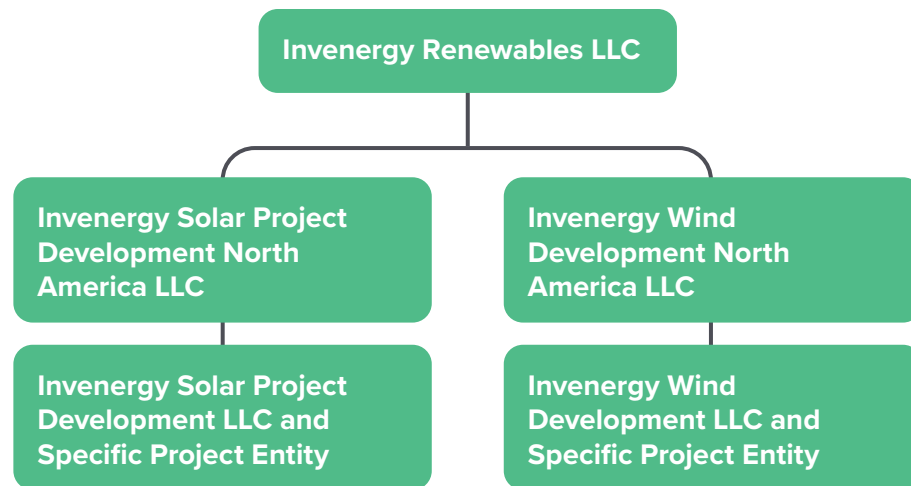 Invenergy Renewables LLC
Invenergy Solar Project
Development North
America LLC
Invenergy Wind
Development North
America LLC
Invenergy Solar Project
Development LLC and
Specific Project Entity
Invenergy Wind
Development LLC and
Specific Project Entity